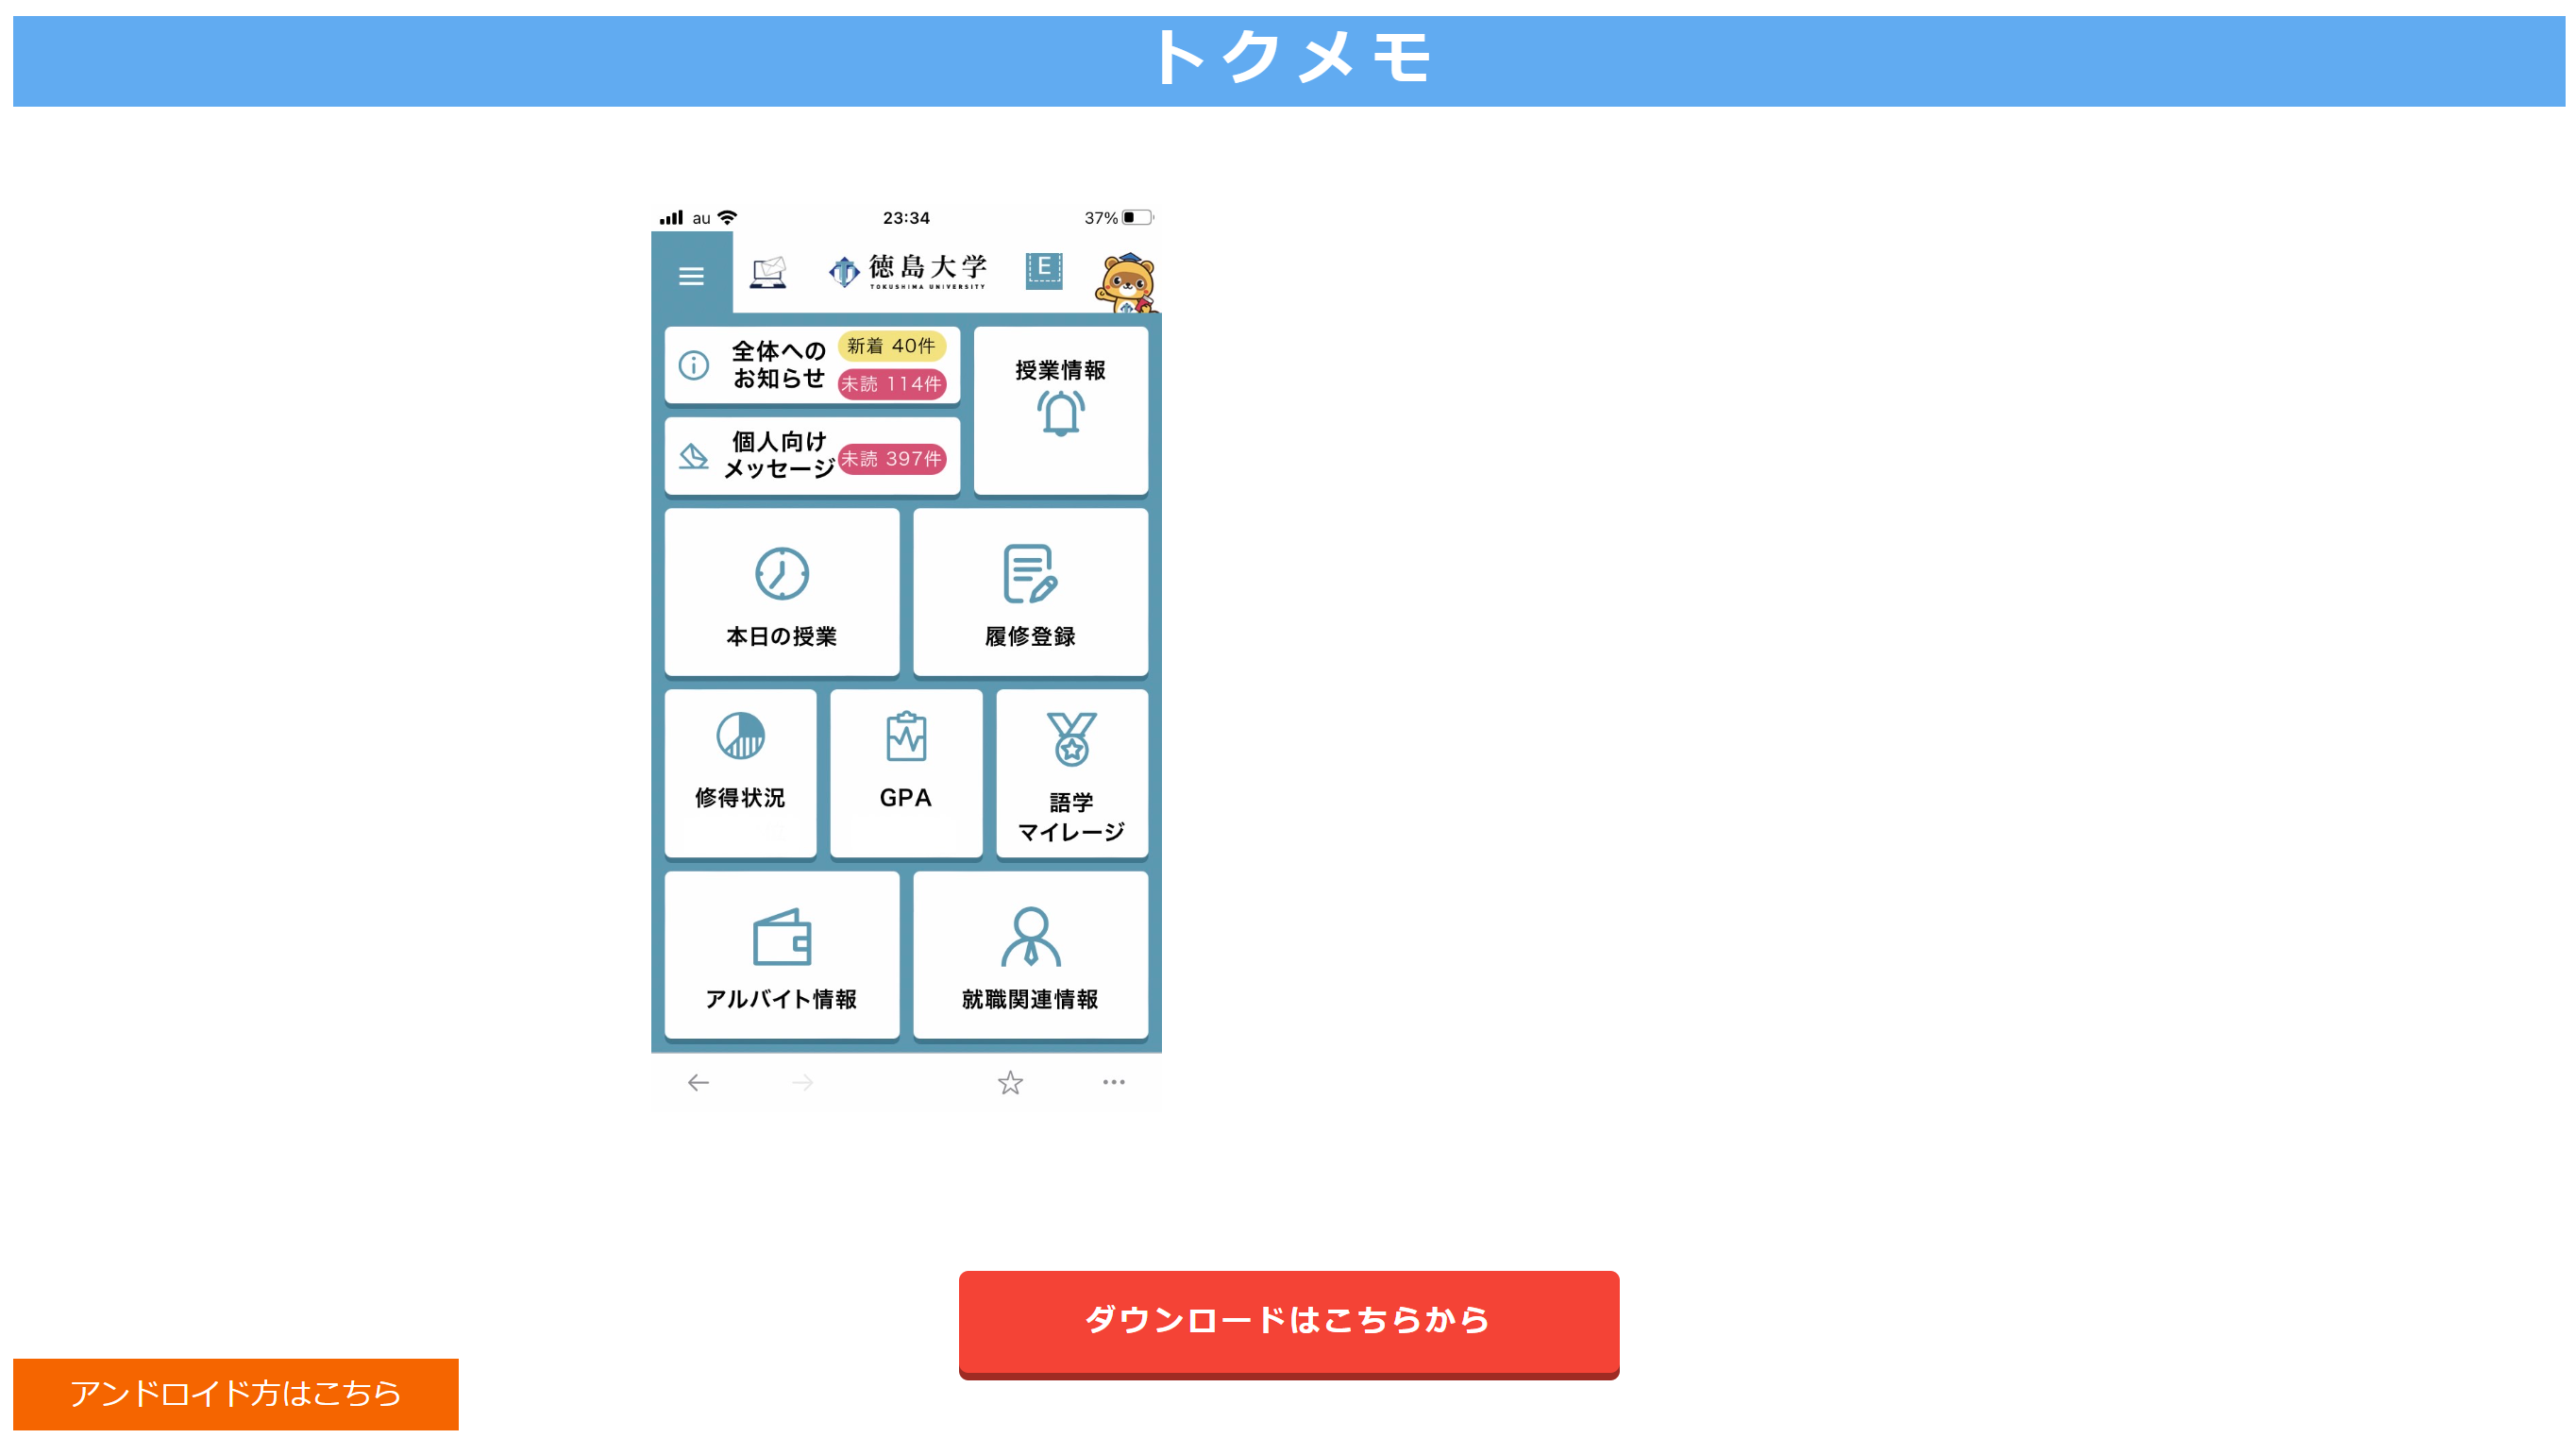 トクメモ
au 23:34 37%
徳島大学 E
TOKUSHIMA UNIVERSITY
全体への
お知らせ
新着 40件
未読 114件
授業情報
個人向け
メッセージ
未読 397件
本日の授業
履修登録
修得状況
GPA
語学
マイレージ
アルバイト情報
就職関連情報
ダウンロードはこちらから
アンドロイド方はこちら